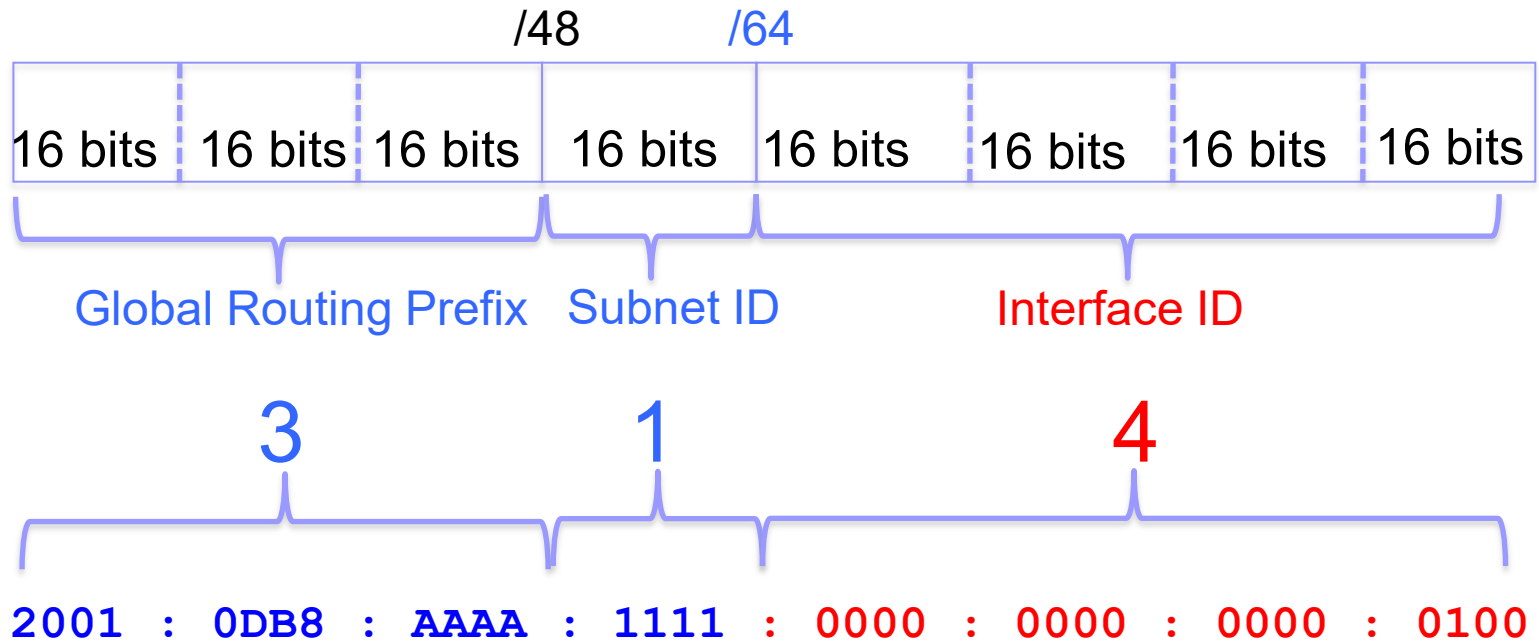 /48 /64
16 bits 16 bits 16 bits 16 bits 16 bits 16 bits 16 bits 16 bits
Global Routing Prefix Subnet ID Interface ID
3 1 4
2001 : 0DB8 : AAAA : 1111 : 0000 : 0000 : 0000 : 0100